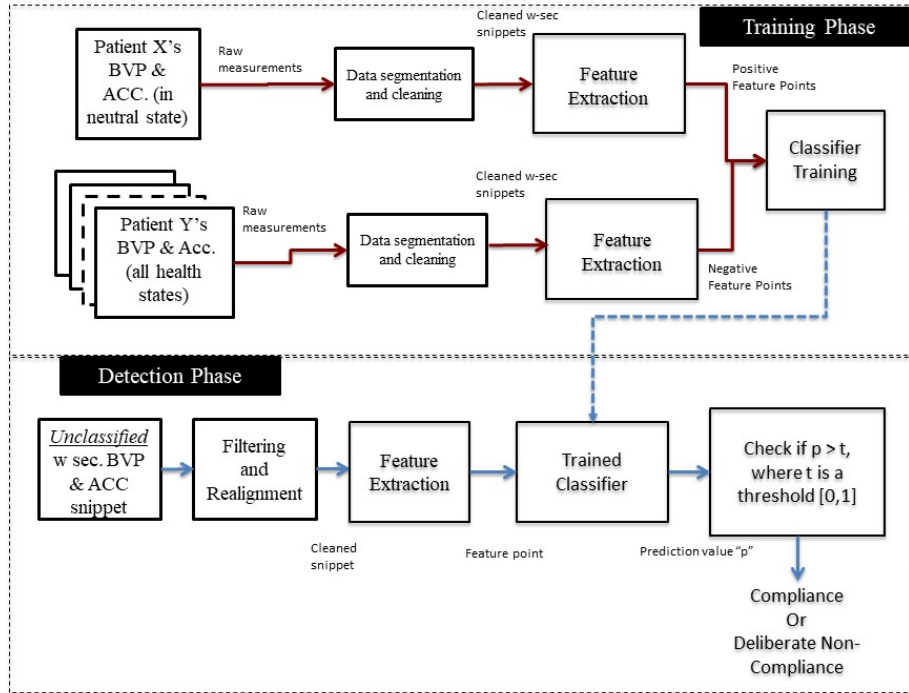 Training Phase
Patient X's
BVP &
ACC. (in
neutral state)
Raw
measurements
Data segmentation
and cleaning
Cleaned w-sec
snippets
Feature
Extraction
Positive
Feature Points
Classifier
Training
Patient Y's
BVP & Acc.
(all health
states)
Raw
measurements
Data segmentation
and cleaning
Cleaned w-sec
snippets
Feature
Extraction
Negative
Feature Points
Detection Phase
Unclassified
w sec. BVP
& ACC
snippet
Filtering
and
Realignment
Cleaned
snippet
Feature
Extraction
Feature point
Trained
Classifier
Prediction value "p"
Check if p > t,
where t is a
threshold [0,1]
Compliance
Or
Deliberate Non-
Compliance